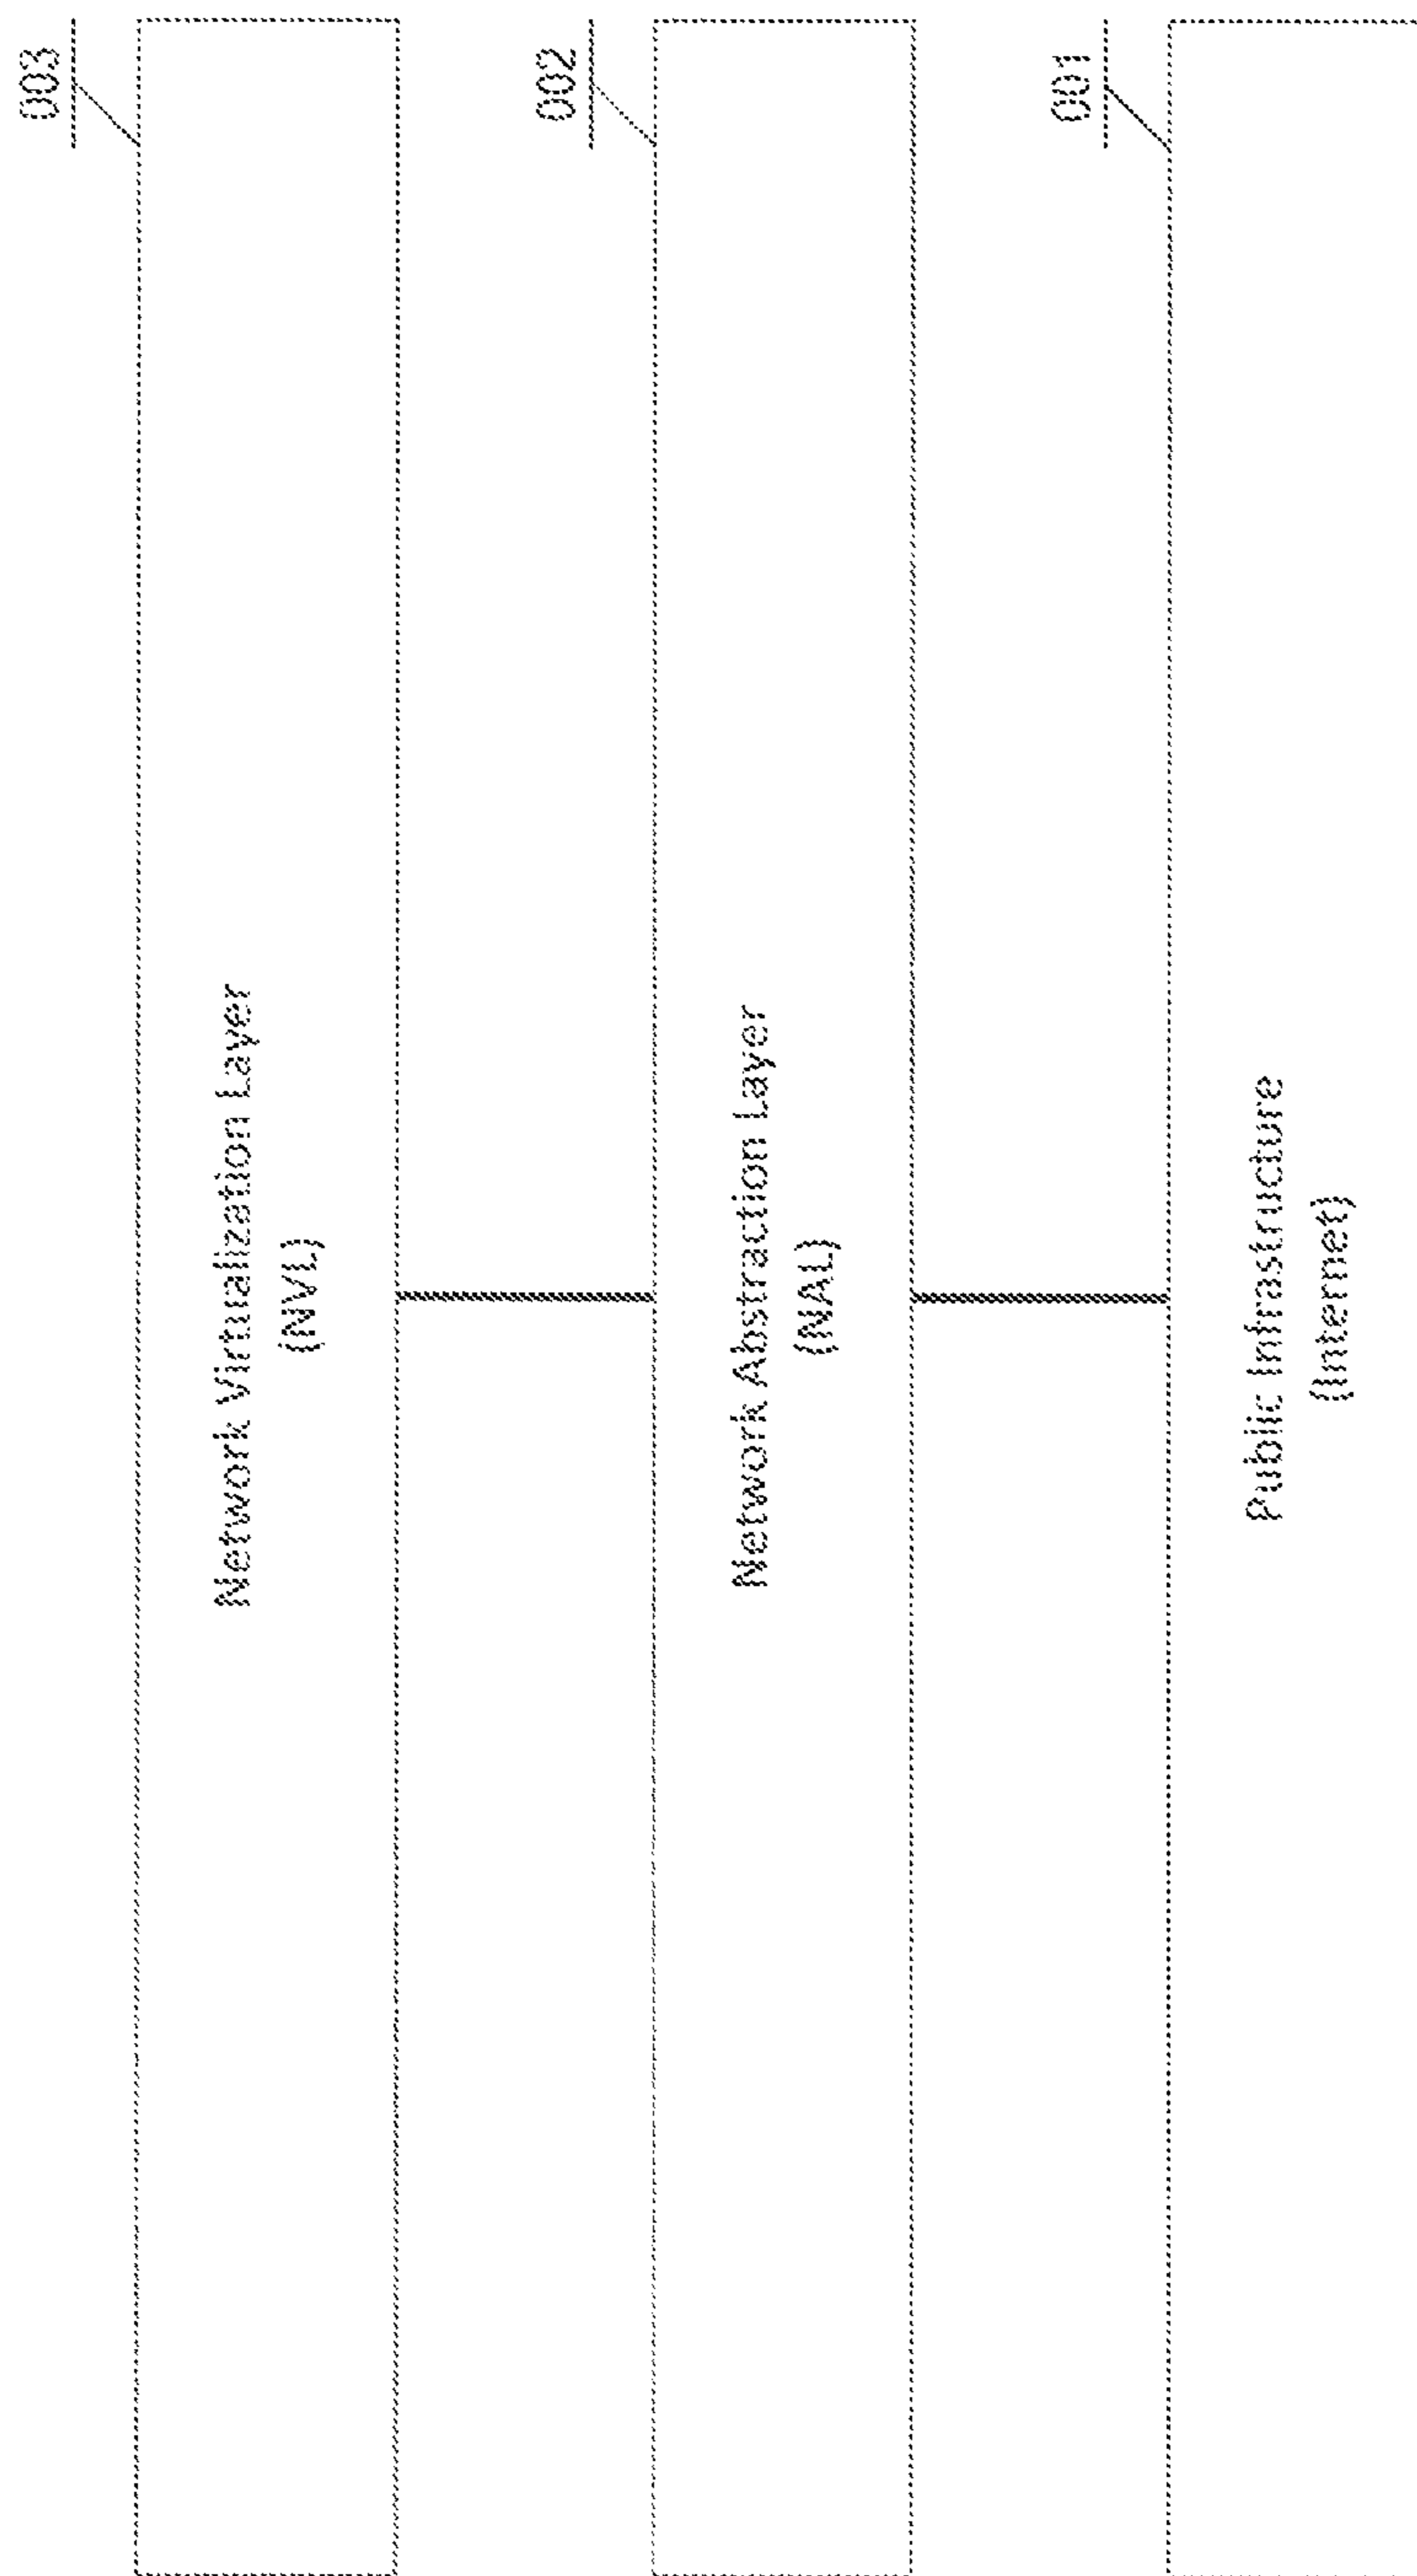 003
Network Virtualization Layer
(NVL)
002
Network Abstraction Layer
(NAL)
001
Public Infrastructure
(Internet)